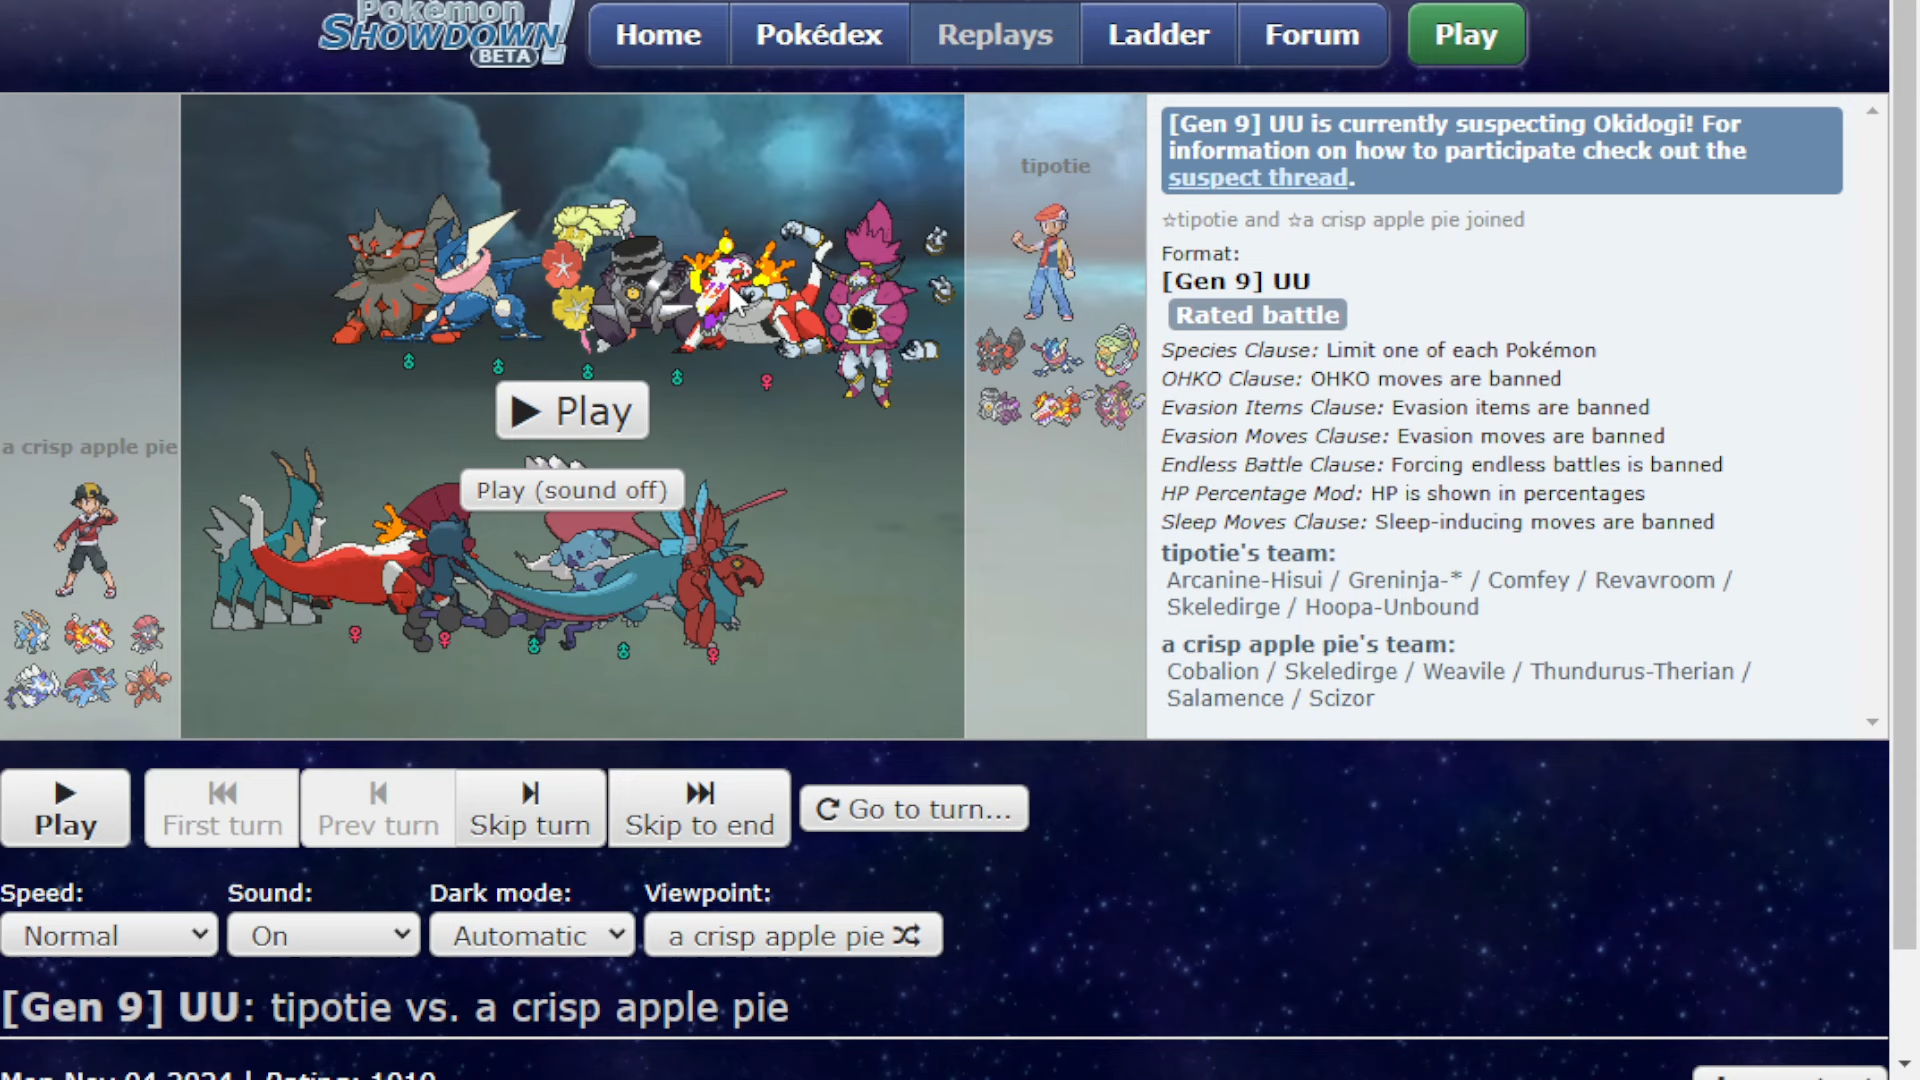 Pokémon
SHOWDOWN!
BETA
Home
Pokédex
Replays
Ladder
Forum
Play
a crisp apple pie
Play
Play (sound off)
tipotie
[Gen 9] UU is currently suspecting Okidogi! For
information on how to participate check out the
suspect thread.
☆tipotie and ☆a crisp apple pie joined
Format:
[Gen 9] UU
Rated battle
Species Clause: Limit one of each Pokémon
OHKO Clause: OHKO moves are banned
Evasion Items Clause: Evasion items are banned
Evasion Moves Clause: Evasion moves are banned
Endless Battle Clause: Forcing endless battles is banned
HP Percentage Mod: HP is shown in percentages
Sleep Moves Clause: Sleep-inducing moves are banned
tipotie's team:
Arcanine-Hisui / Greninja-* / Comfey / Revavroom /
Skeledirge / Hoopa-Unbound
a crisp apple pie's team:
Cobalion / Skeledirge / Weavile / Thundurus-Therian /
Salamence / Scizor
Play
First turn
Prev turn
Skip turn
Skip to end
Go to turn...
Speed:
Sound:
Dark mode:
Viewpoint:
Normal
On
Automatic
a crisp apple pie
[Gen 9] UU: tipotie vs. a crisp apple pie
Mon Nov 04 2024 | Rating: 1910